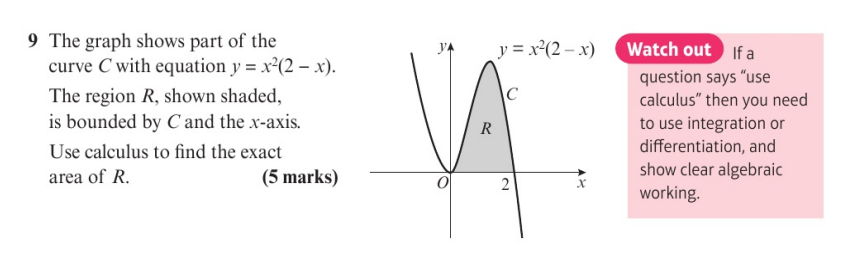 9 The graph shows part of the
curve C with equation y = x²(2 – x).
The region R, shown shaded,
is bounded by C and the x-axis.
Use calculus to find the exact
area of R. (5 marks)
y
y = x²(2 – x)
C
R
O
2
x
Watch out If a
question says “use
calculus” then you need
to use integration or
differentiation, and
show clear algebraic
working.